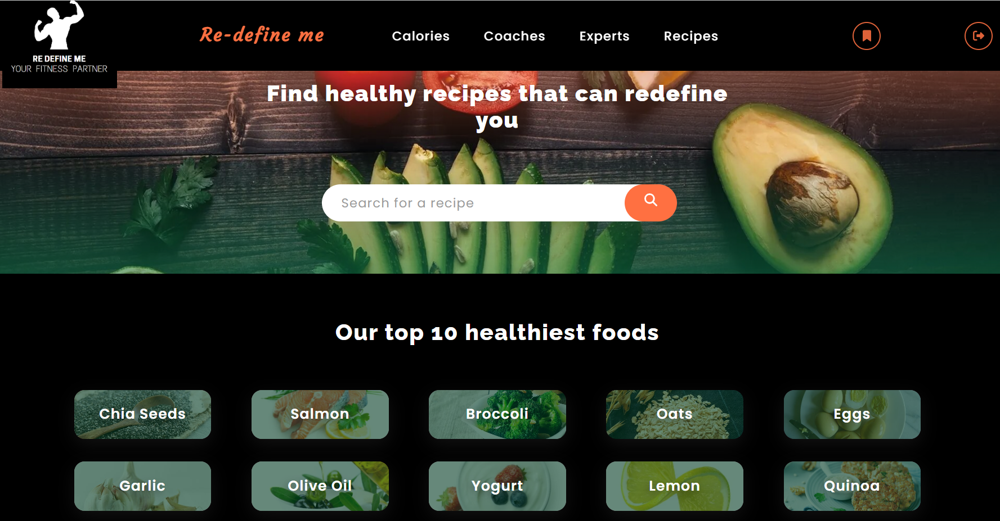 RE DEFINE ME
YOUR FITNESS PARTNER
Re-define me
Calories
Coaches
Experts
Recipes
Find healthy recipes that can redefine
you
Search for a recipe
Our top 10 healthiest foods
Chia Seeds
Salmon
Broccoli
Oats
Eggs
Garlic
Olive Oil
Yogurt
Lemon
Quinoa